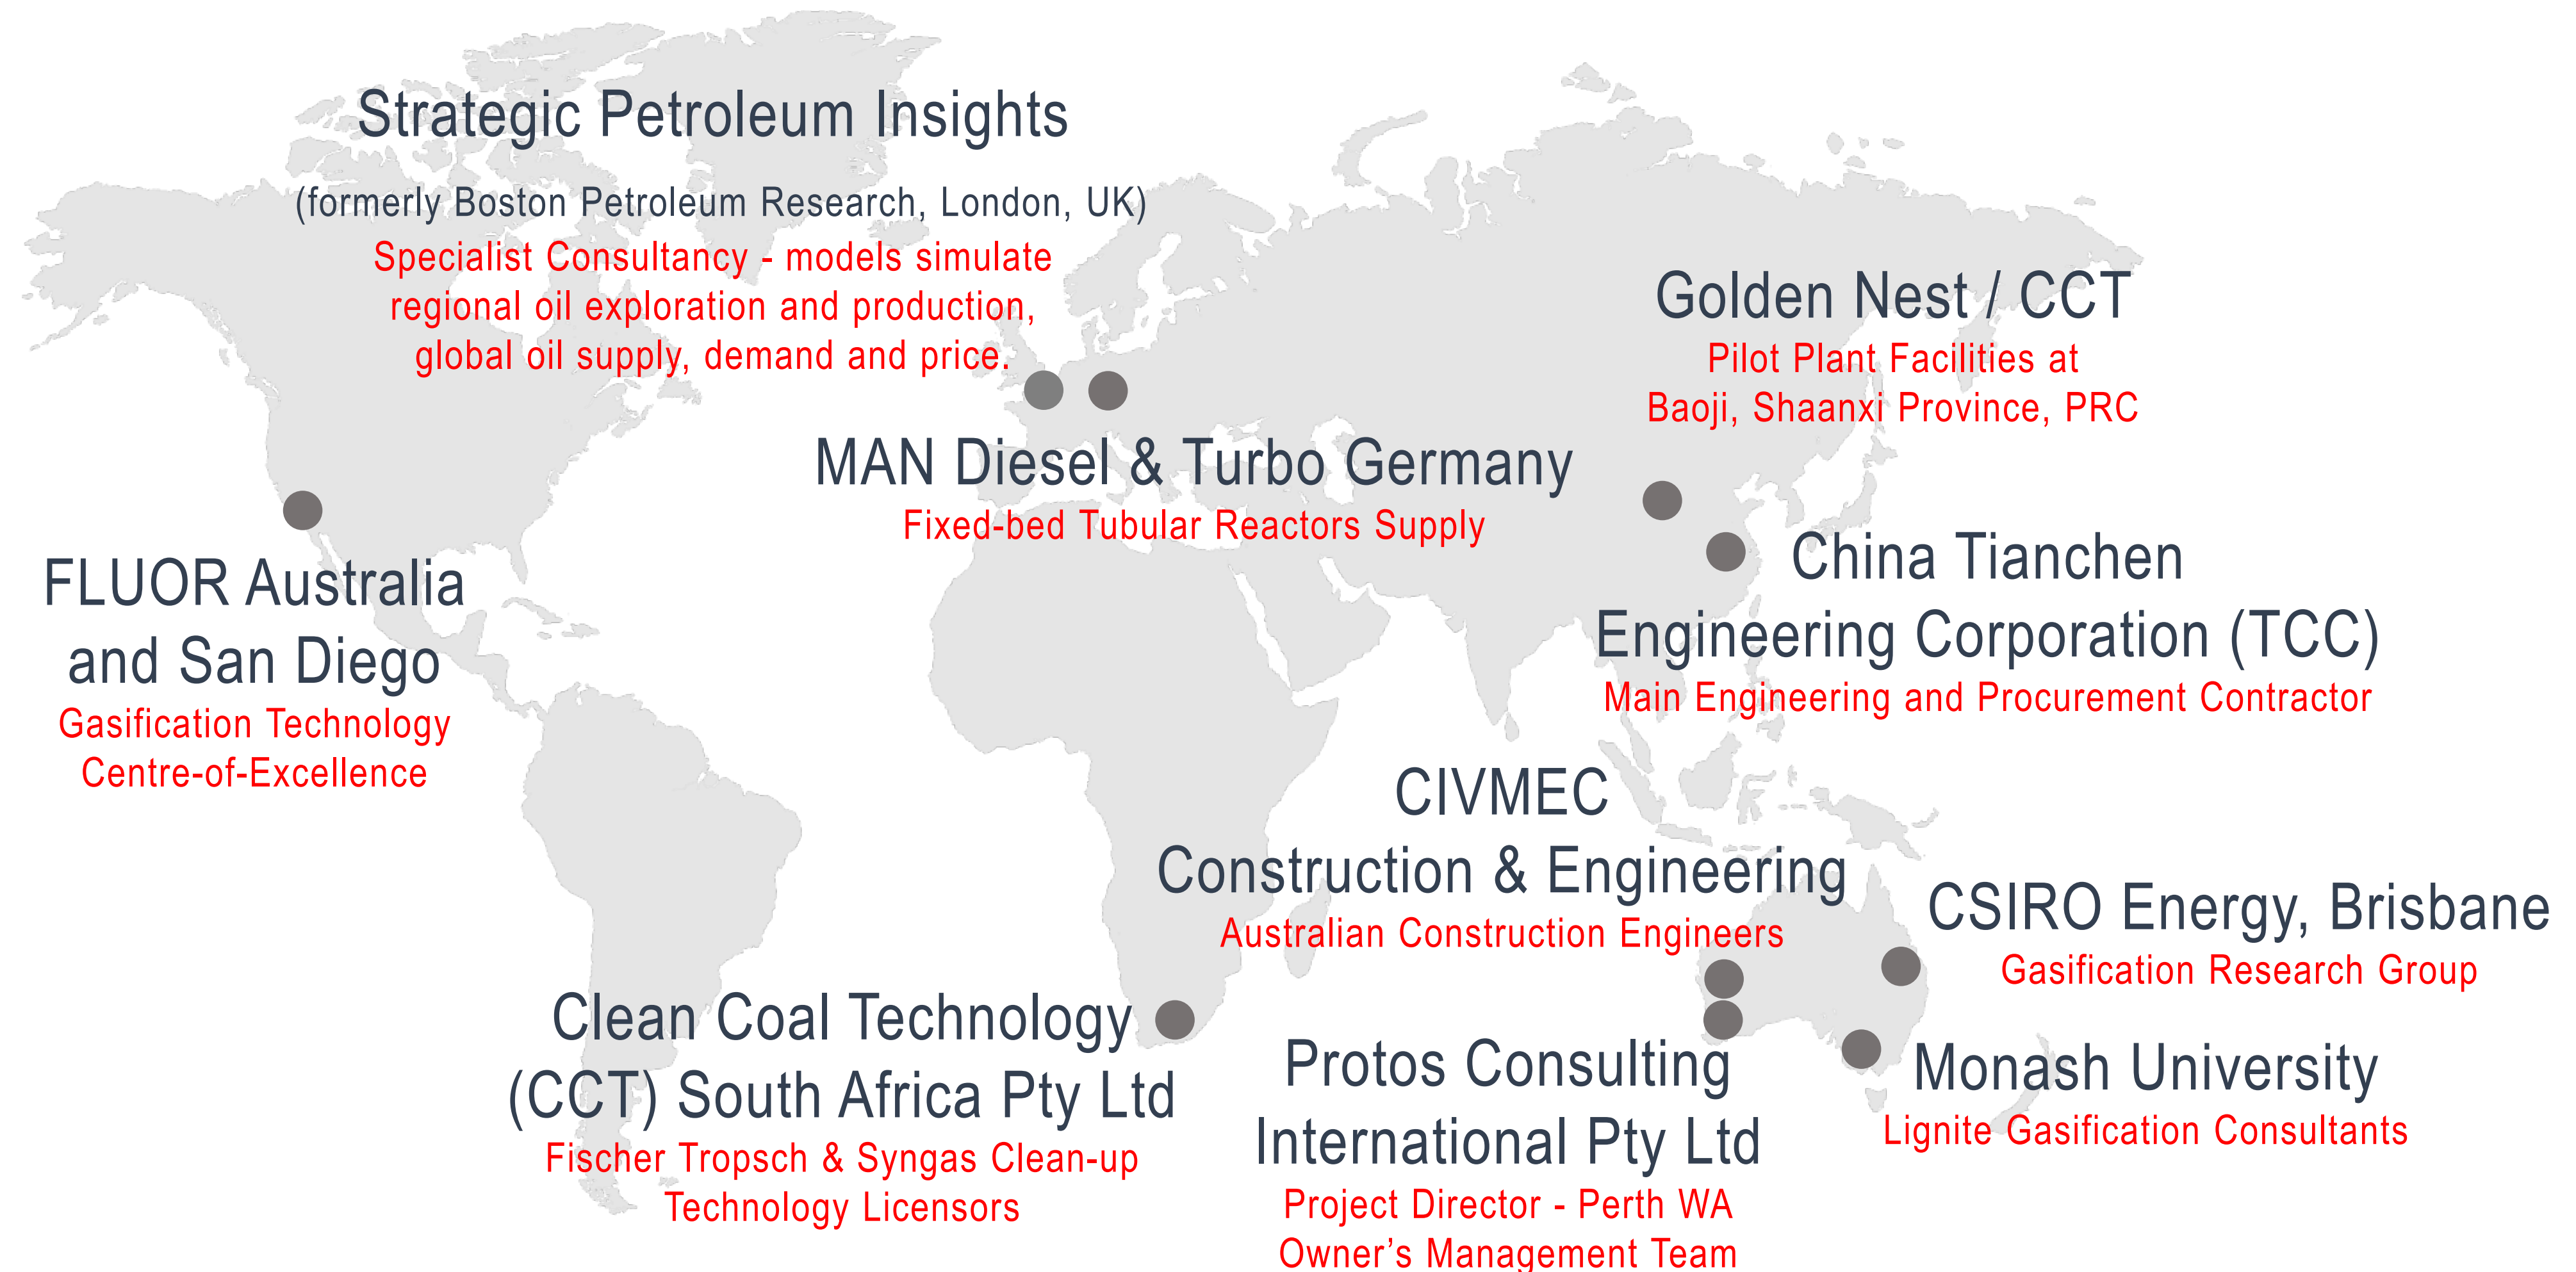 Strategic Petroleum Insights
(formerly Boston Petroleum Research, London, UK)
Specialist Consultancy - models simulate
regional oil exploration and production,
global oil supply, demand and price.
Golden Nest / CCT
Pilot Plant Facilities at
Baoji, Shaanxi Province, PRC
MAN Diesel & Turbo Germany
Fixed-bed Tubular Reactors Supply
FLUOR Australia
and San Diego
Gasification Technology
Centre-of-Excellence
China Tianchen
Engineering Corporation (TCC)
Main Engineering and Procurement Contractor
CIVMEC
Construction & Engineering
Australian Construction Engineers
CSIRO Energy, Brisbane
Gasification Research Group
Clean Coal Technology
(CCT) South Africa Pty Ltd
Fischer Tropsch & Syngas Clean-up
Technology Licensors
Protos Consulting
International Pty Ltd
Project Director - Perth WA
Owner’s Management Team
Monash University
Lignite Gasification Consultants